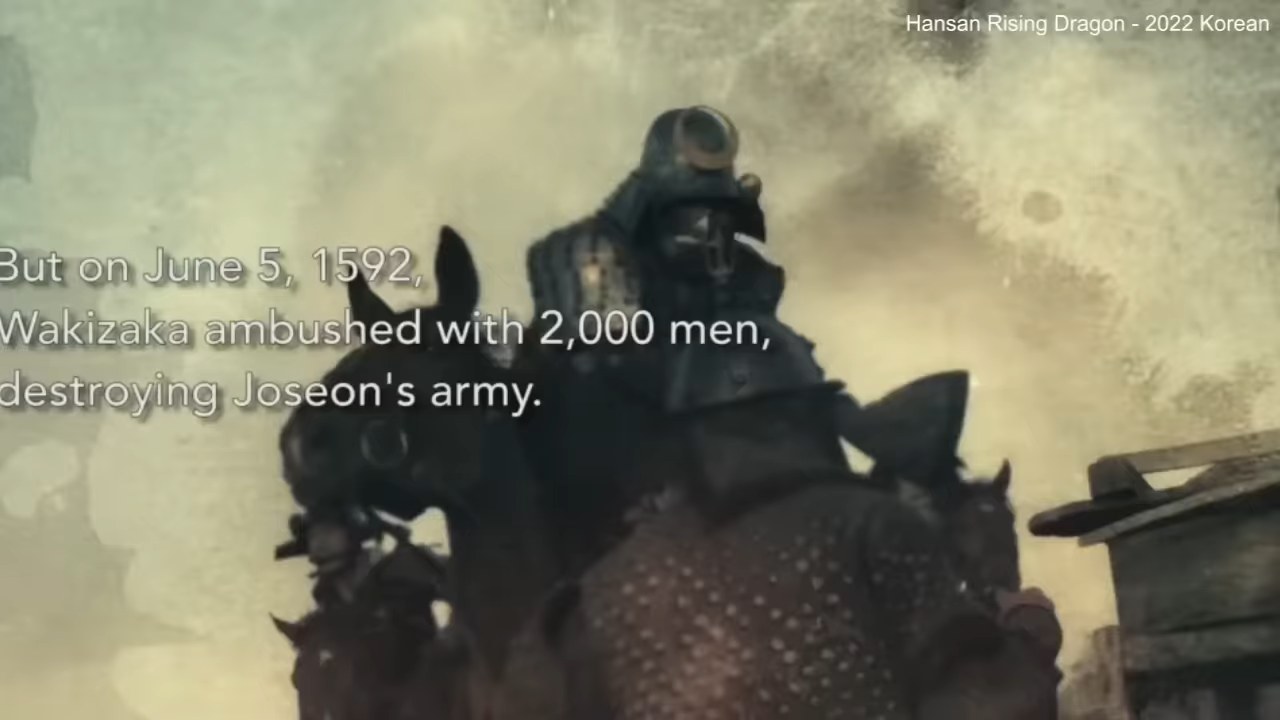 Hansan Rising Dragon - 2022 Korean
But on June 5, 1592,
Wakizaka ambushed with 2,000 men,
destroying Joseon's army.